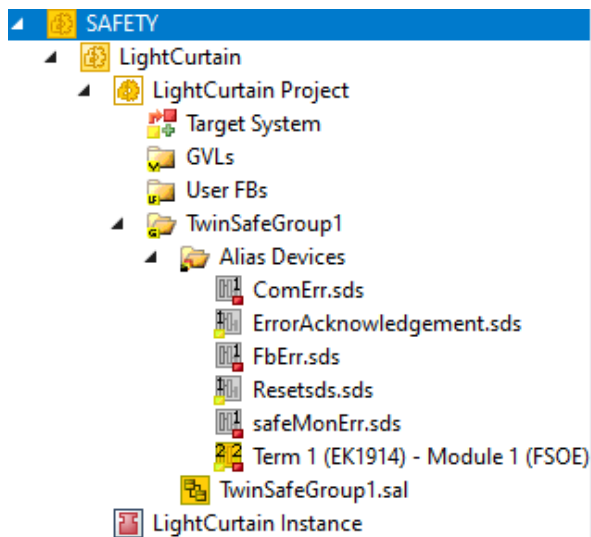 SAFETY
LightCurtain
LightCurtain Project
Target System
GVLs
User FBs
TwinSafeGroup1
Alias Devices
ComErr.sds
ErrorAcknowledgement.sds
FbErr.sds
Resetsds.sds
safeMonErr.sds
Term 1 (EK1914) - Module 1 (FSOE)
TwinSafeGroup1.sal
LightCurtain Instance